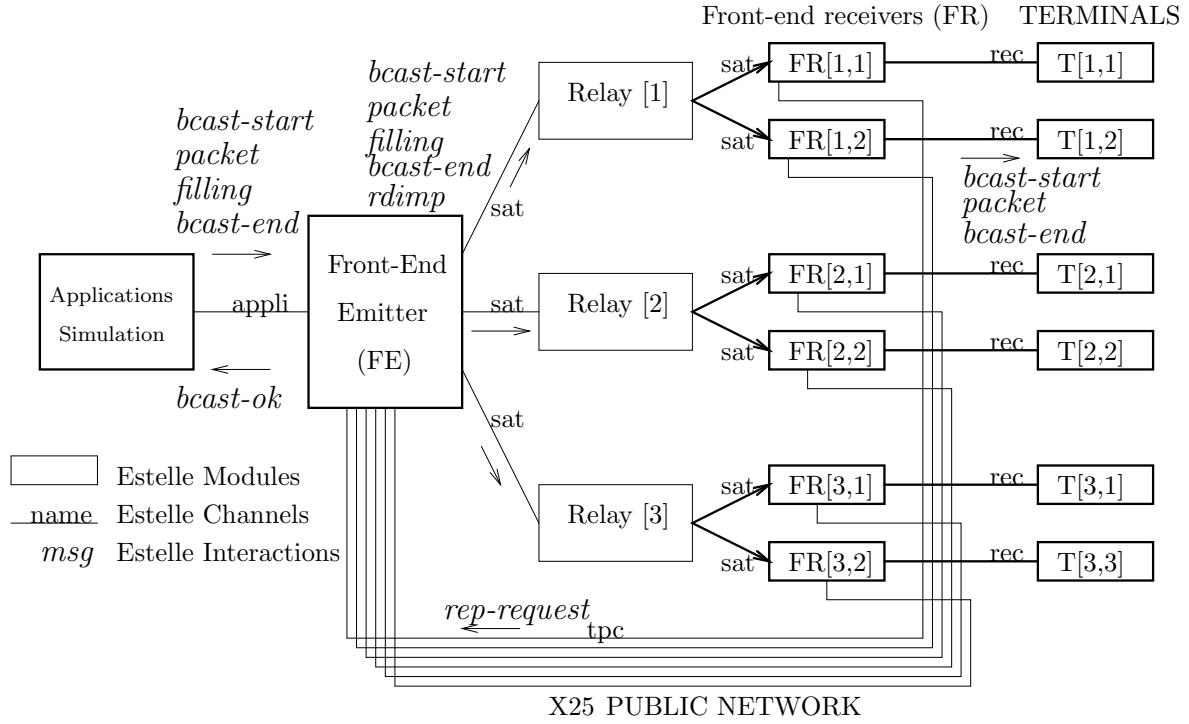 Front-end receivers (FR)
TERMINALS
bcast-start
packet
filling
bcast-end
appli
bcast-ok
Applications
Simulation
bcast-start
packet
filling
bcast-end
rdimp
Front-End
Emitter
(FE)
sat
sat
sat
Relay [1]
Relay [2]
Relay [3]
sat
FR[1,1]
rec
T[1,1]
sat
FR[1,2]
rec
T[1,2]
bcast-start
packet
bcast-end
sat
FR[2,1]
rec
T[2,1]
sat
FR[2,2]
rec
T[2,2]
sat
FR[3,1]
rec
T[3,1]
sat
FR[3,2]
rec
T[3,3]
Estelle Modules
name Estelle Channels
msg Estelle Interactions
rep-request
tpc
X25 PUBLIC NETWORK